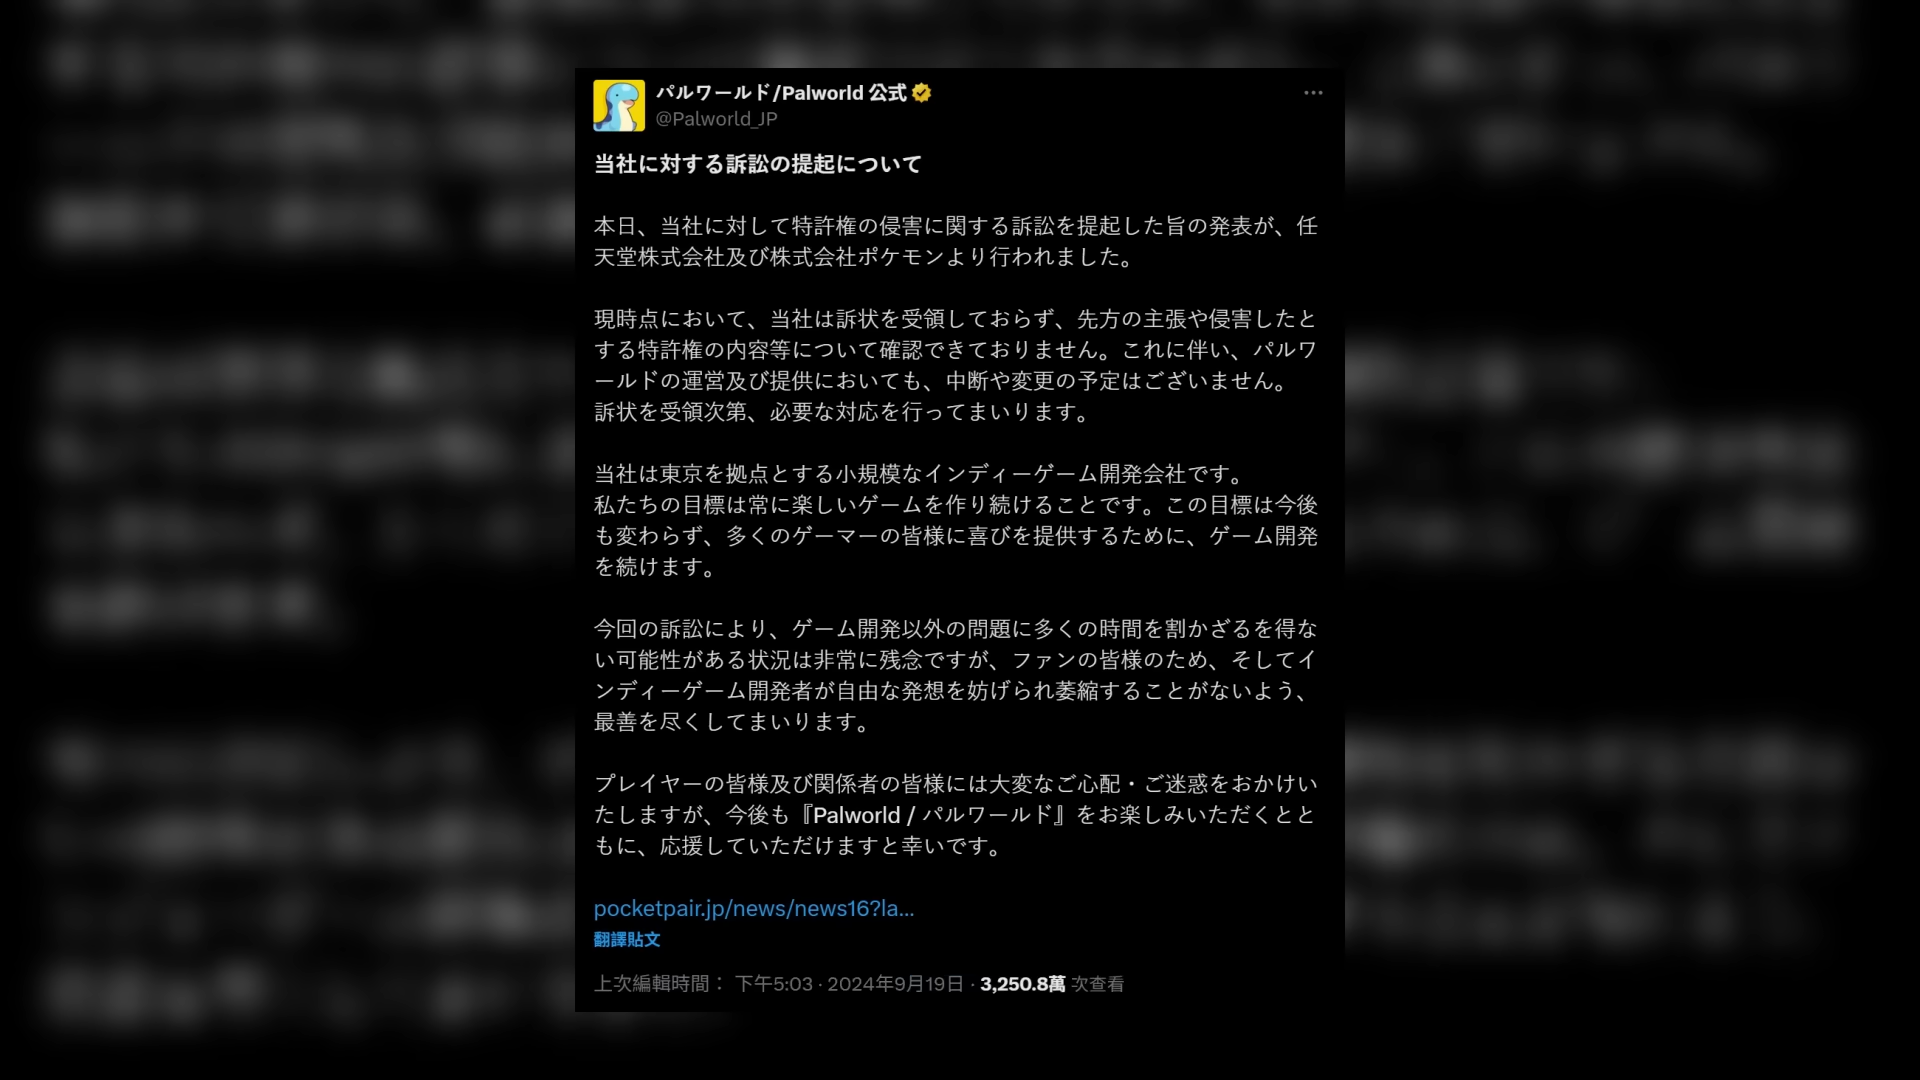 パルワールド/Palworld 公式
@Palworld_JP
当社に対する訴訟の提起について
本日、当社に対して特許権の侵害に関する訴訟を提起した旨の発表が、任
天堂株式会社及び株式会社ポケモンより行われました。
現時点において、当社は訴状を受領しておらず、先方の主張や侵害したと
する特許権の内容等について確認できておりません。これに伴い、パルワ
ールドの運営及び提供においても、中断や変更の予定はございません。
訴状を受領次第、必要な対応を行ってまいります。
当社は東京を拠点とする小規模なインディーゲーム開発会社です。
私たちの目標は常に楽しいゲームを作り続けることです。この目標は今後
も変わらず、多くのゲーマーの皆様に喜びを提供するために、ゲーム開発
を続けます。
今回の訴訟により、ゲーム開発以外の問題に多くの時間を割かざるを得な
い可能性がある状況は非常に残念ですが、ファンの皆様のため、そしてイ
ンディーゲーム開発者が自由な発想を妨げられ萎縮することがないよう、
最善を尽くしてまいります。
プレイヤーの皆様及び関係者の皆様には大変なご心配・ご迷惑をおかけい
たしますが、今後も『Palworld / パルワールド』をお楽しみいただくとと
もに、応援していただけますと幸いです。
pocketpair.jp/news/news16?la...
翻譯貼文
上次編輯時間： 下午5:03 · 2024年9月19日 · 3,250.8萬 次查看